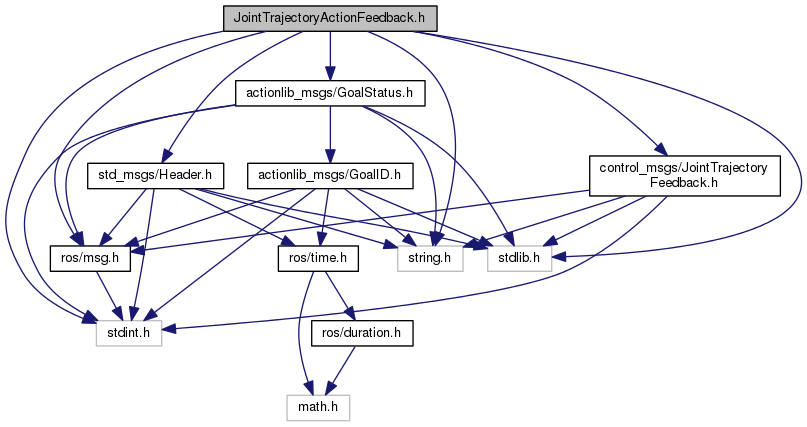 JointTrajectoryActionFeedback.h
actionlib_msgs/GoalStatus.h
std_msgs/Header.h
actionlib_msgs/GoalID.h
control_msgs/JointTrajectory
Feedback.h
ros/msg.h
ros/time.h
string.h
stdlib.h
stdint.h
ros/duration.h
math.h